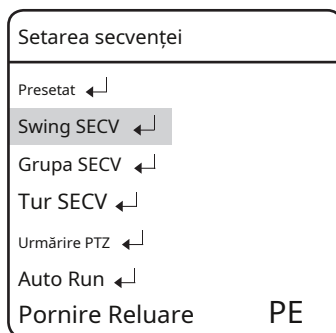 Setarea secvenței
Presetat ↵
Swing SECV ↵
Grupa SECV ↵
Tur SECV ↵
Urmărire PTZ ↵
Auto Run ↵
Pornire Reluare PE